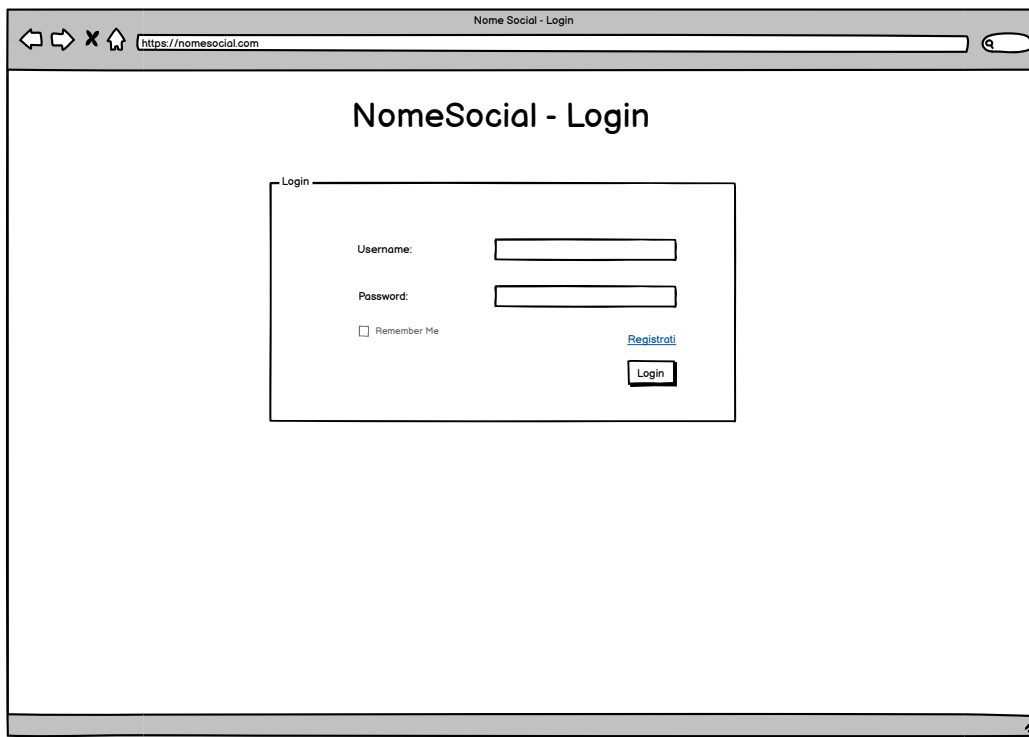 Nome Social - Login
https://nomesocial.com
NomeSocial - Login
Login
Username:
Password:
Remember Me
Registrati
Login